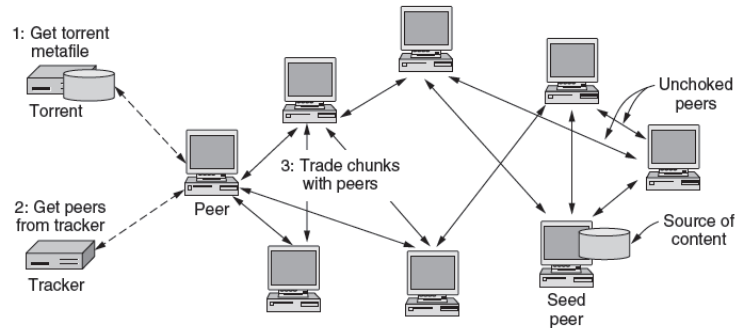 1: Get torrent
metafile
Torrent
Peer
2: Get peers
from tracker
Tracker
3: Trade chunks
with peers
Unchoked
peers
Source of
content
Seed
peer